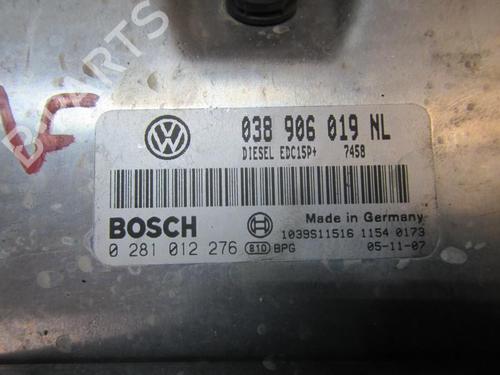 038 906 019 NL
DIESEL EDC15P+ 7458
BOSCH
Made in Germany
0 281 012 276 810 BPG
1039S11516 1154 0173
05-11-07